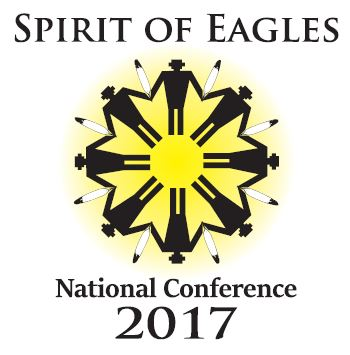 SPIRIT OF EAGLES
National Conference
2017